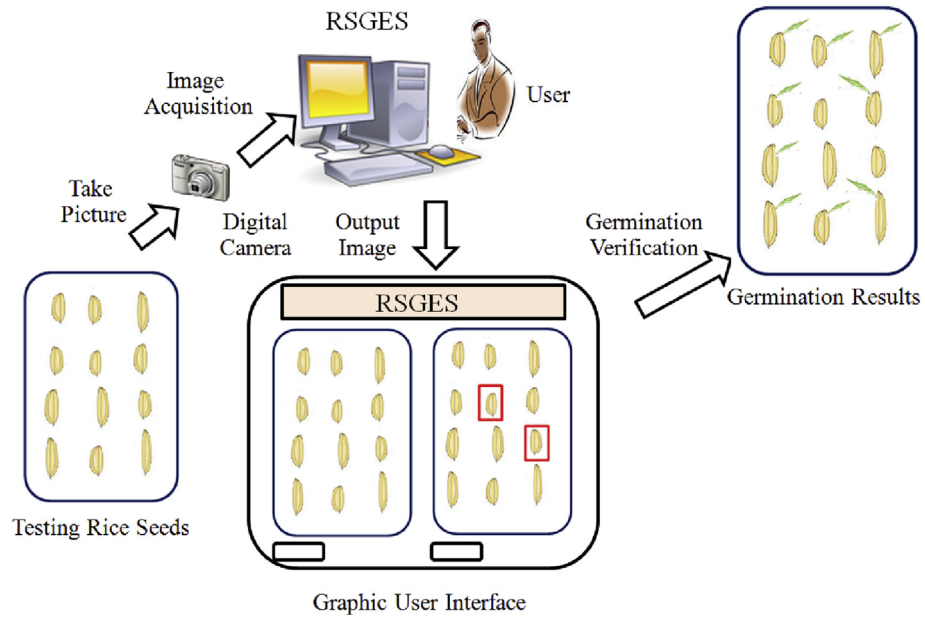 RSGES
Image
Acquisition
User
Take
Picture
Digital
Camera
Output
Image
Germination
Verification
Germination Results
RSGES
Testing Rice Seeds
Graphic User Interface